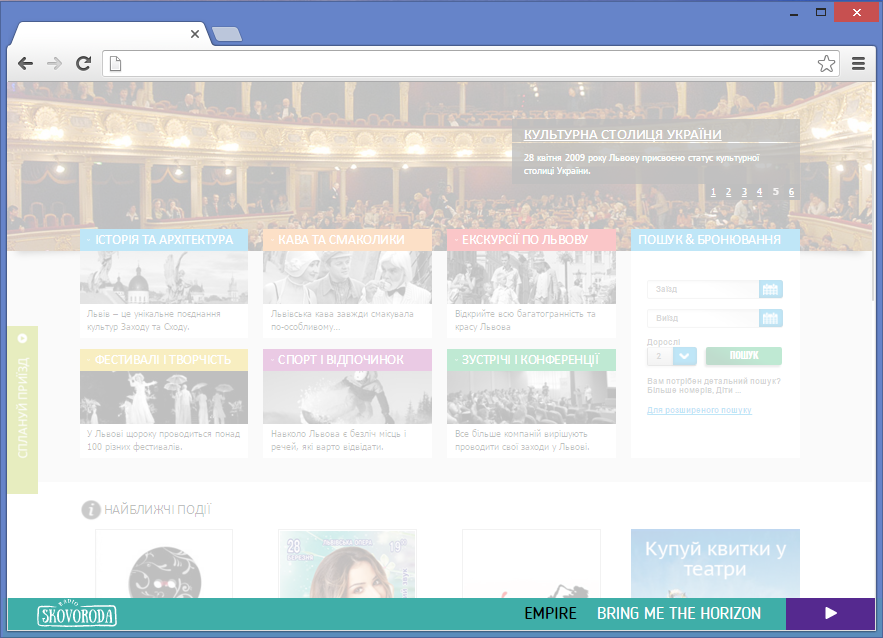 КУЛЬТУРНА СТОЛИЦЯ УКРАЇНИ
28 квітня 2009 року Львову присвоєно статус культурної
столиці України.
1 2 3 4 5 6
ІСТОРІЯ ТА АРХІТЕКТУРА
КАВА ТА СМАКОЛИКИ
ЕКСКУРСІЇ ПО ЛЬВОВУ
ПОШУК & БРОНЮВАННЯ
Львів – це унікальне поєднання
культур Заходу та Сходу.
Львівська кава завжди смакувала
по-особливому...
Відкрийте всю багатогранність та
красу Львова
Заїзд
Виїзд
Дорослі
2
ПОШУК
Вам потрібен детальний пошук?
Більше номерів, Діти...
Для розширеного пошуку
СПЛАНУЙ ПРИЇЗД
ФЕСТИВАЛІ І ТВОРЧІСТЬ
СПОРТ І ВІДПОЧИНОК
ЗУСТРІЧІ І КОНФЕРЕНЦІЇ
У Львові щороку проводиться понад
100 різних фестивалів.
Навколо Львова є безліч місць і
речей, які варто відвідати.
Все більше компаній вирішують
проводити свої заходи у Львові.
НАЙБЛИЖЧІ ПОДІЇ
28
19
Купуй квитки у
театри
RADIO
SKOVORODA
EMPIRE BRING ME THE HORIZON